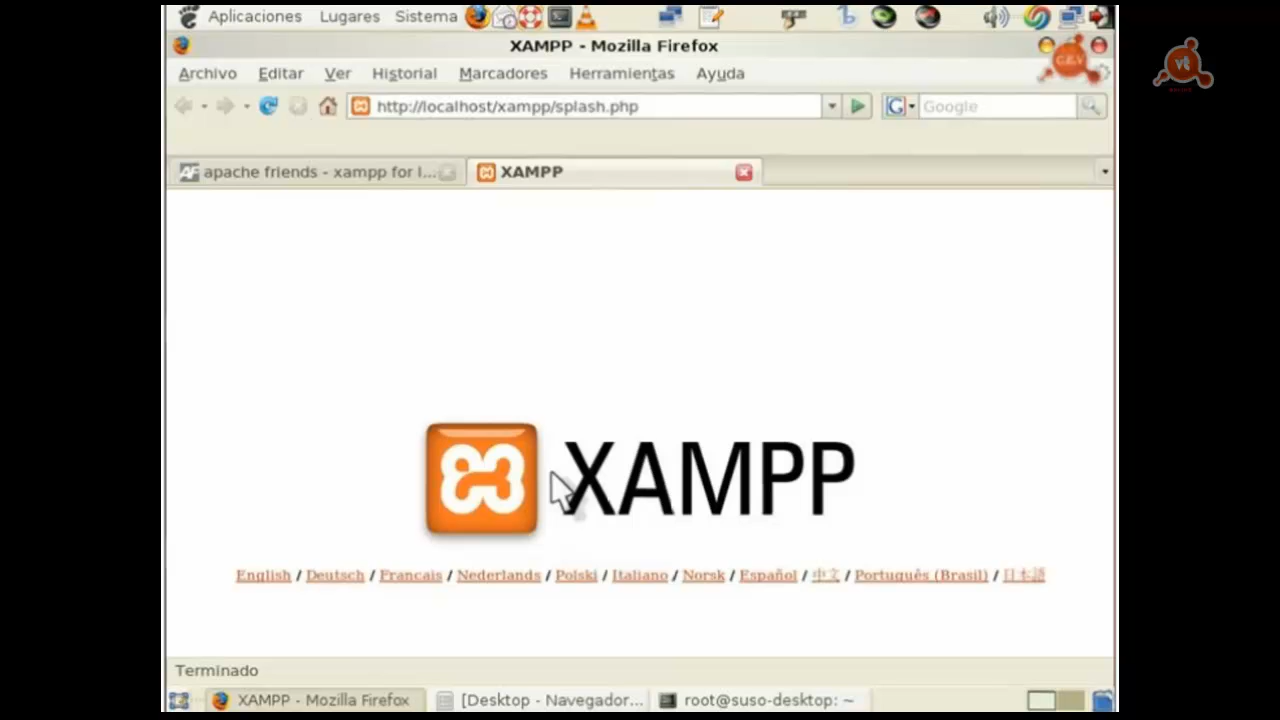 Aplicaciones Lugares Sistema
XAMPP - Mozilla Firefox
Archivo Editar Ver Historial Marcadores Herramientas Ayuda
http://localhost/xampp/splash.php
Google
apache friends - xampp for l...
XAMPP
XAMPP
English / Deutsch / Francais / Nederlands / Polski / Italiano / Norsk / Español / 中文 / Português (Brasil) / 日本語
Terminado
XAMPP - Mozilla Firefox [Desktop - Navegador... root@suso-desktop: ~
vt